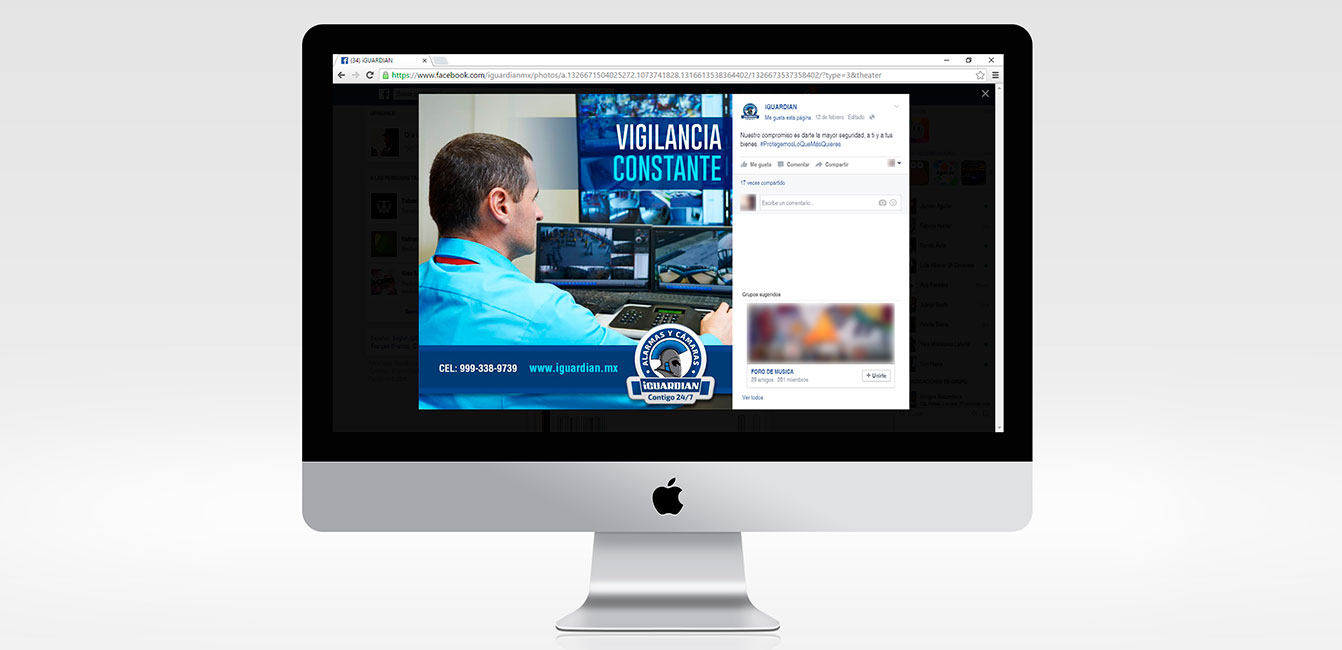 (34) iGUARDIAN
https://www.facebook.com/iguardianmx/photos/a.1326671504025272.1073741828.1316613538364402/1326673537358402/?type=3&theater
VIGILANCIA
CONSTANTE
CEL: 999-338-9739 www.iguardian.mx
ALARMAS Y CÁMARAS
iGUARDIAN
Contigo 24/7
iGUARDIAN
Me gusta esta página 12 de febrero Editado
Nuestro compromiso es darte la mayor seguridad, a ti y a tus
bienes. #ProtegemosLoQueMásQuieres
Me gusta Comentar Compartir
17 veces compartido
Escribe un comentario...
Grupos sugeridos
FORO DE MUSICA
29 amigos 201 miembros
+ Unirte
Ver todos